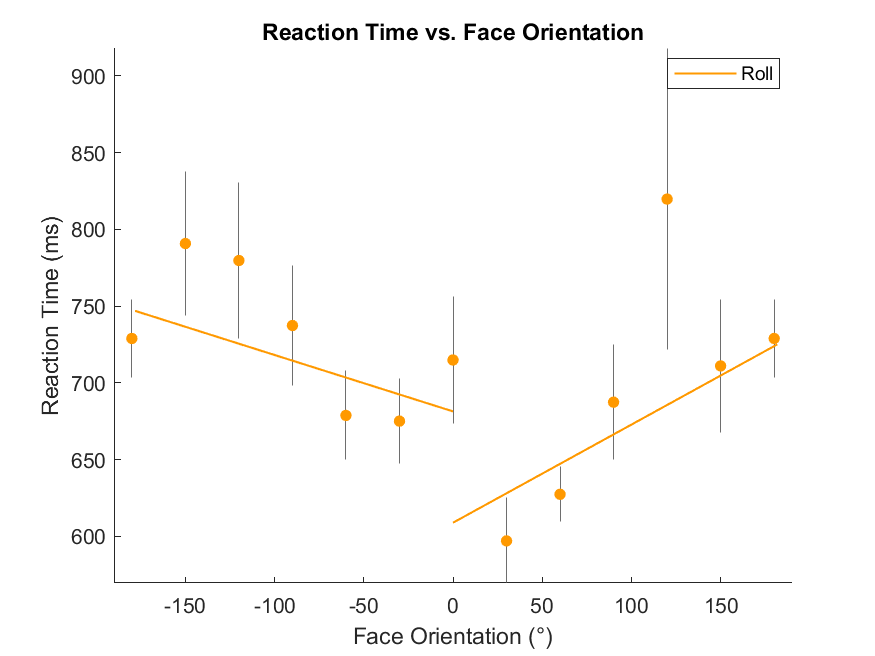 Reaction Time vs. Face Orientation
Roll
Reaction Time (ms)
900
850
800
750
700
650
600
-150 -100 -50 0 50 100 150
Face Orientation (°)